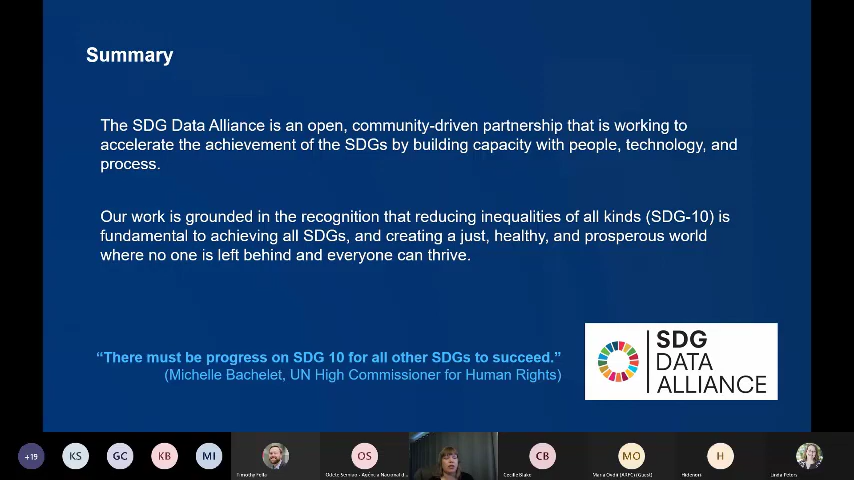 Summary
The SDG Data Alliance is an open, community-driven partnership that is working to
accelerate the achievement of the SDGs by building capacity with people, technology, and
process.
Our work is grounded in the recognition that reducing inequalities of all kinds (SDG-10) is
fundamental to achieving all SDGs, and creating a just, healthy, and prosperous world
where no one is left behind and everyone can thrive.
“There must be progress on SDG 10 for all other SDGs to succeed.”
(Michelle Bachelet, UN High Commissioner for Human Rights)
SDG
DATA
ALLIANCE
+19
KS
GC
KB
MI
OS
CB
MO
H
Timothy
Cecilie Blake
Linda Peters